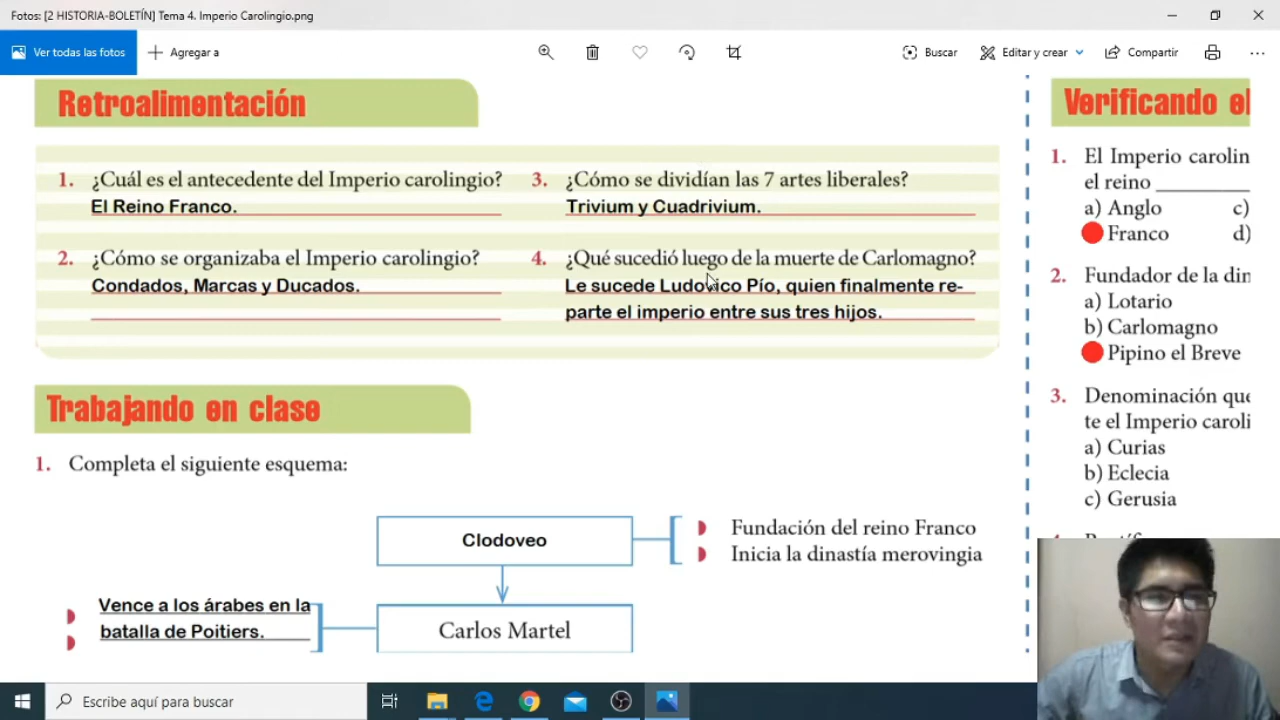 Fotos: [2 HISTORIA-BOLETÍN] Tema 4. Imperio Carolingio.png
Ver todas las fotos
Agregar a
Buscar
Editar y crear
Compartir
Retroalimentación
1. ¿Cuál es el antecedente del Imperio carolingio?
El Reino Franco.
2. ¿Cómo se organizaba el Imperio carolingio?
Condados, Marcas y Ducados.
3. ¿Cómo se dividían las 7 artes liberales?
Trivium y Cuadrivium.
4. ¿Qué sucedió luego de la muerte de Carlomagno?
Le sucede Ludovico Pío, quien finalmente re-
parte el imperio entre sus tres hijos.
Trabajando en clase
1. Completa el siguiente esquema:
Clodoveo
Fundación del reino Franco
Inicia la dinastía merovingia
Vence a los árabes en la
batalla de Poitiers.
Carlos Martel
Verificando el
1. El Imperio carolin
el reino
a) Anglo c)
Franco d)
2. Fundador de la din
a) Lotario
b) Carlomagno
Pipino el Breve
3. Denominación que
te el Imperio caroli
a) Curias
b) Eclecia
c) Gerusia
Escribe aquí para buscar